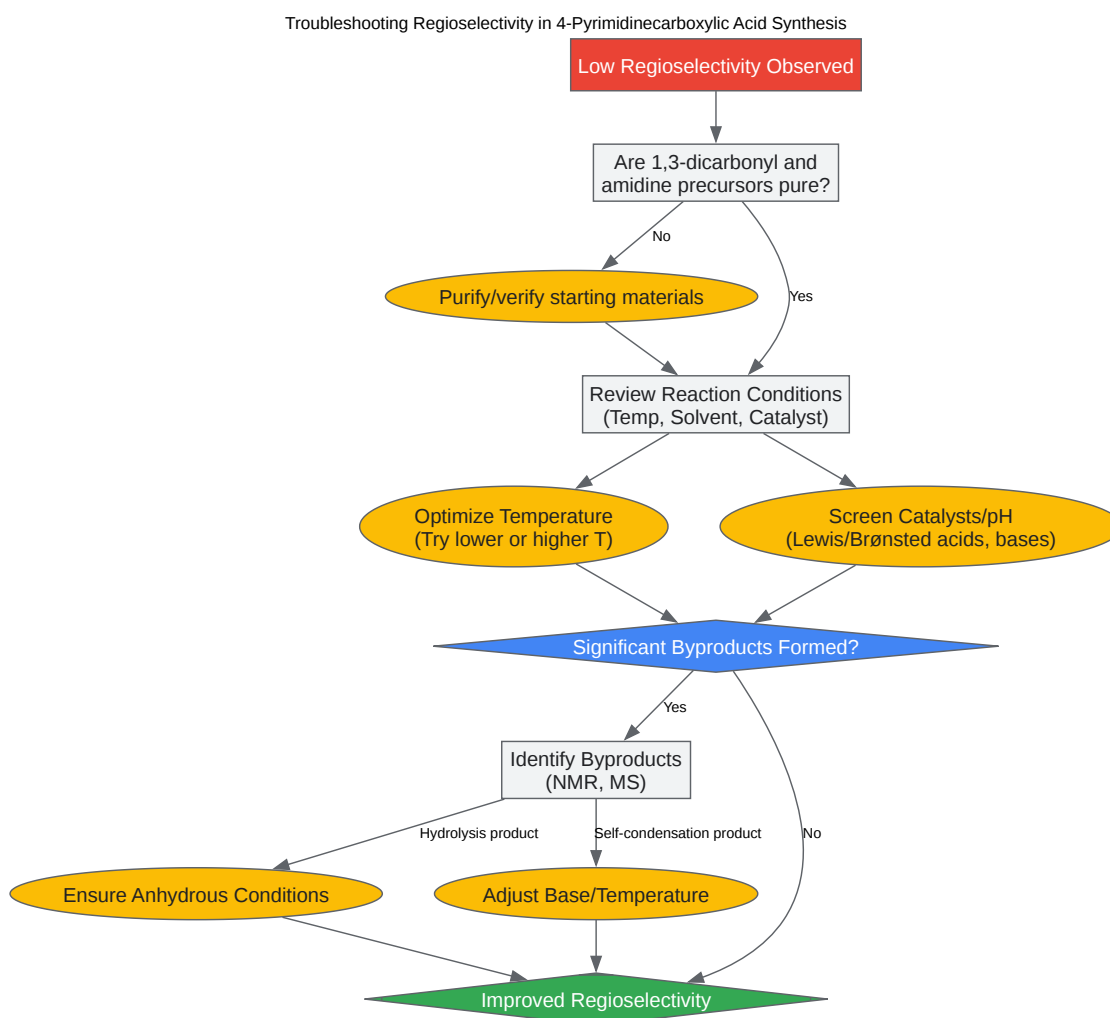 Troubleshooting Regioselectivity in 4-Pyrimidinecarboxylic Acid Synthesis
Low Regioselectivity Observed
Are 1,3-dicarbonyl and
amidine precursors pure?
No
Purify/verify starting materials
Yes
Review Reaction Conditions
(Temp, Solvent, Catalyst)
Optimize Temperature
(Try lower or higher T)
Screen Catalysts/pH
(Lewis/Brønsted acids, bases)
Significant Byproducts Formed?
Yes
Identify Byproducts
(NMR, MS)
Hydrolysis product
Self-condensation product
No
Ensure Anhydrous Conditions
Adjust Base/Temperature
Improved Regioselectivity